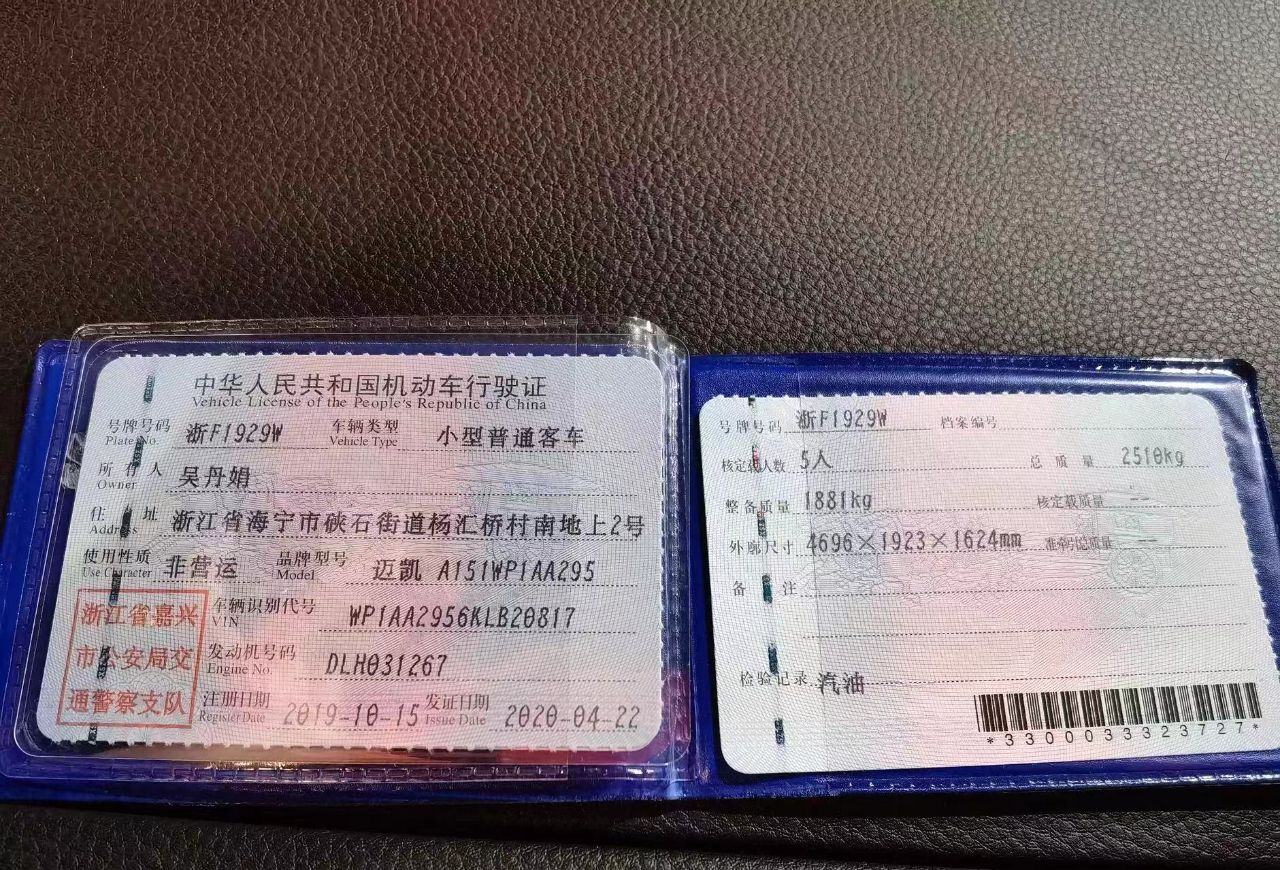 中华人民共和国机动车行驶证
Vehicle License of the People's Republic of China
号牌号码 浙F1929W 车辆类型 小型普通客车
Plate No. Vehicle Type
所有人 吴丹娟
Owner
住址 浙江省海宁市硖石街道杨汇桥村南地上2号
Address
使用性质 非营运 品牌型号 迈凯 A151WP1AA295
Use Character Model
浙江省嘉兴
市公安局交
通警察支队
车辆识别代号 WP1AA2956KLB20817
VIN
发动机号码 DLH031267
Engine No.
注册日期 2019-10-15 发证日期 2020-04-22
Register Date Issue Date
号牌号码 浙F1929W 档案编号
核定载人数 5人 总质量 2510kg
整备质量 1881kg 核定载质量 --
外廓尺寸 4696×1923×1624mm 准牵引总质量 --
备注
检验记录 汽油
*3300033323727*